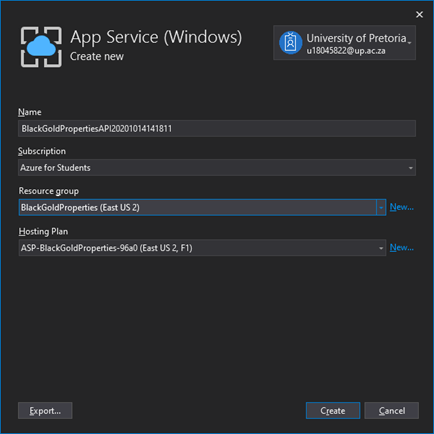 App Service (Windows)
Create new
University of Pretoria
u18045822@up.ac.za
Name
BlackGoldPropertiesAPI20201014141811
Subscription
Azure for Students
Resource group
BlackGoldProperties (East US 2)
New...
Hosting Plan
ASP-BlackGoldProperties-96a0 (East US 2, F1)
New...
Export...
Create
Cancel